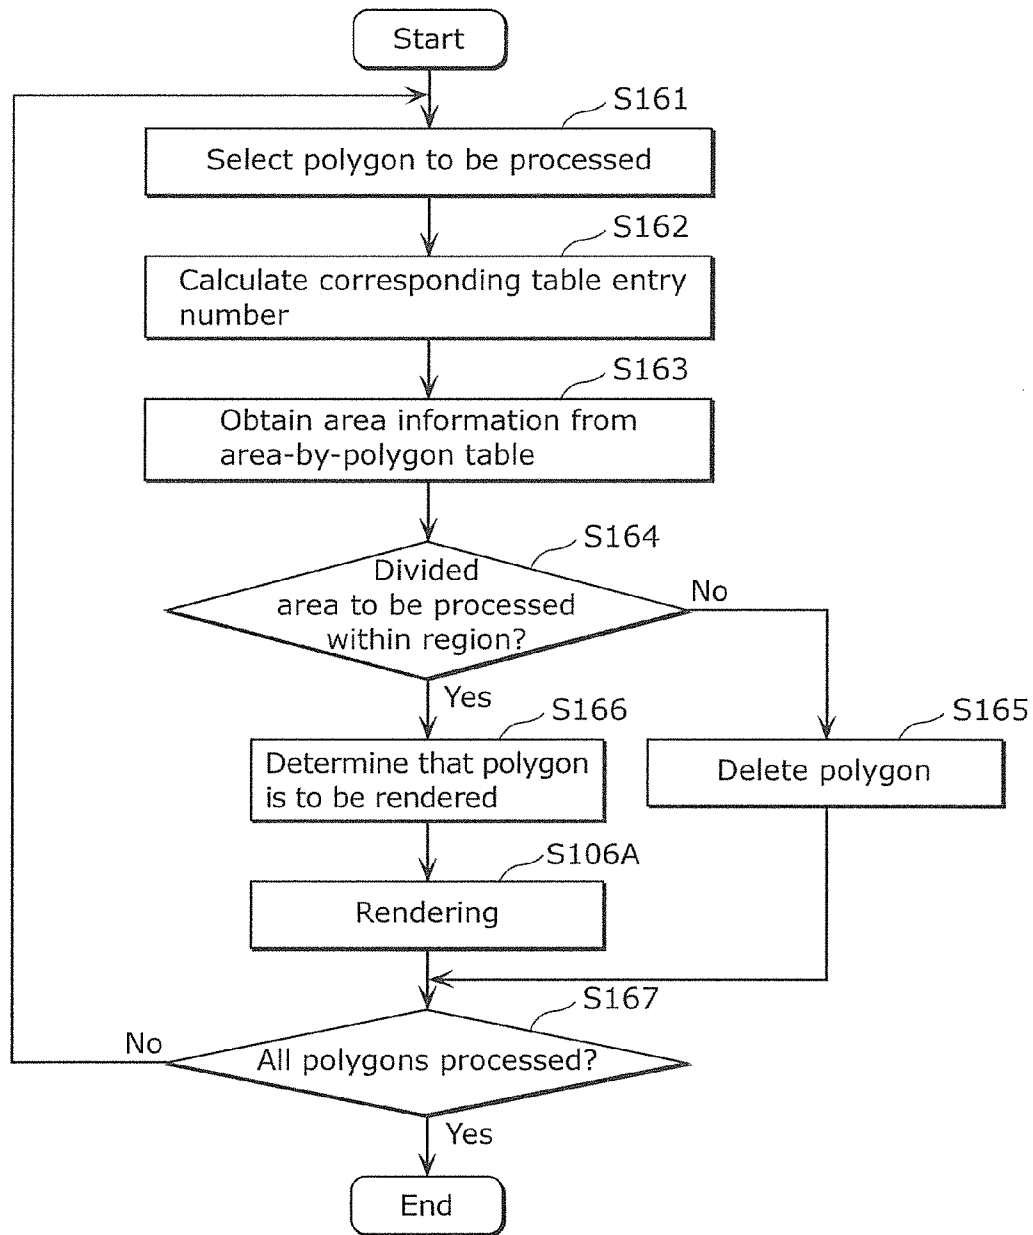 Start
S161
Select polygon to be processed
S162
Calculate corresponding table entry
number
S163
Obtain area information from
area-by-polygon table
S164
Divided
area to be processed
within region?
No
Yes
S166
Determine that polygon
is to be rendered
S165
Delete polygon
S106A
Rendering
S167
No
All polygons processed?
Yes
End